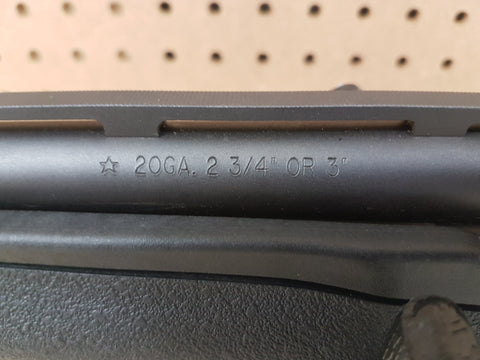 ☆ 20GA. 2 3/4" OR 3"